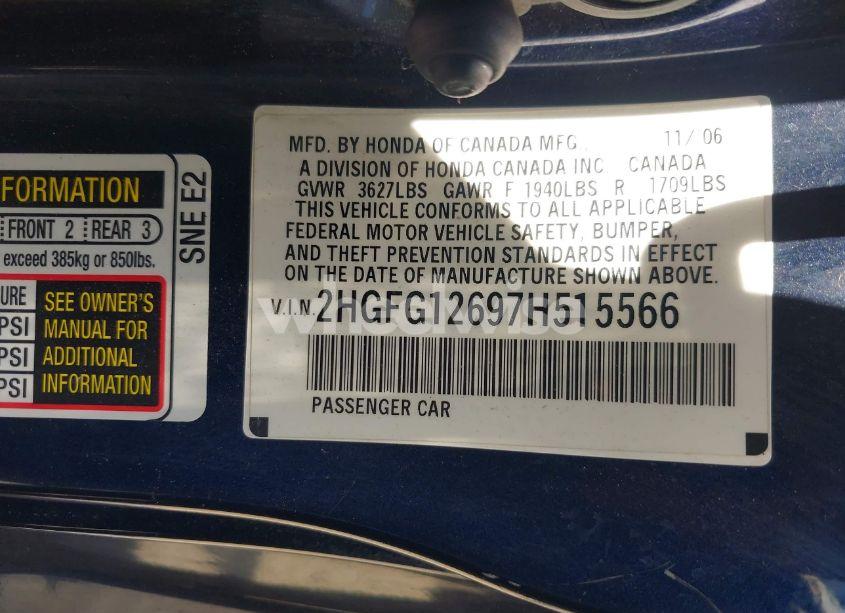 FORMATION
FRONT 2 REAR 3
exceed 385kg or 850lbs.
URE
PSI
PSI
PSI
SEE OWNER'S
MANUAL FOR
ADDITIONAL
INFORMATION
SNE E2
MFD. BY HONDA OF CANADA MFG., 11/06
A DIVISION OF HONDA CANADA INC CANADA
GVWR 3627LBS GAWR F 1940LBS R 1709LBS
THIS VEHICLE CONFORMS TO ALL APPLICABLE
FEDERAL MOTOR VEHICLE SAFETY, BUMPER,
AND THEFT PREVENTION STANDARDS IN EFFECT
ON THE DATE OF MANUFACTURE SHOWN ABOVE.
V.I.N. 2HGFG12697H515566
PASSENGER CAR